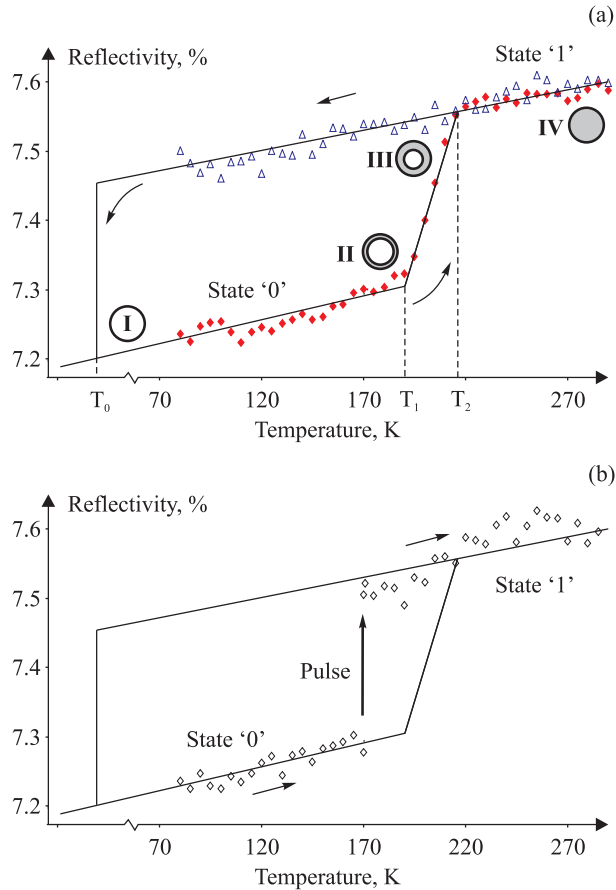 (a)
Reflectivity, %
State ‘1’
7.6
IV
III
7.5
7.4
II
State ‘0’
7.3
I
7.2
T0
70
120
170
T1
T2
270
Temperature, K
(b)
Reflectivity, %
7.6
State ‘1’
7.5
Pulse
7.4
State ‘0’
7.3
7.2
70
120
170
220
270
Temperature, K